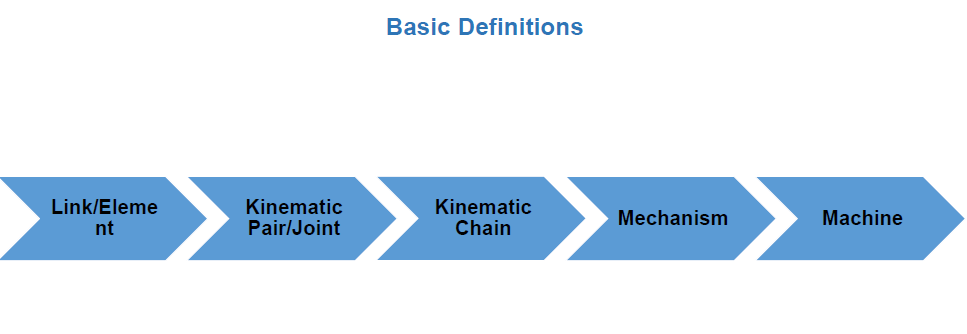 Basic Definitions
Link/Eleme
nt
Kinematic
Pair/Joint
Kinematic
Chain
Mechanism
Machine